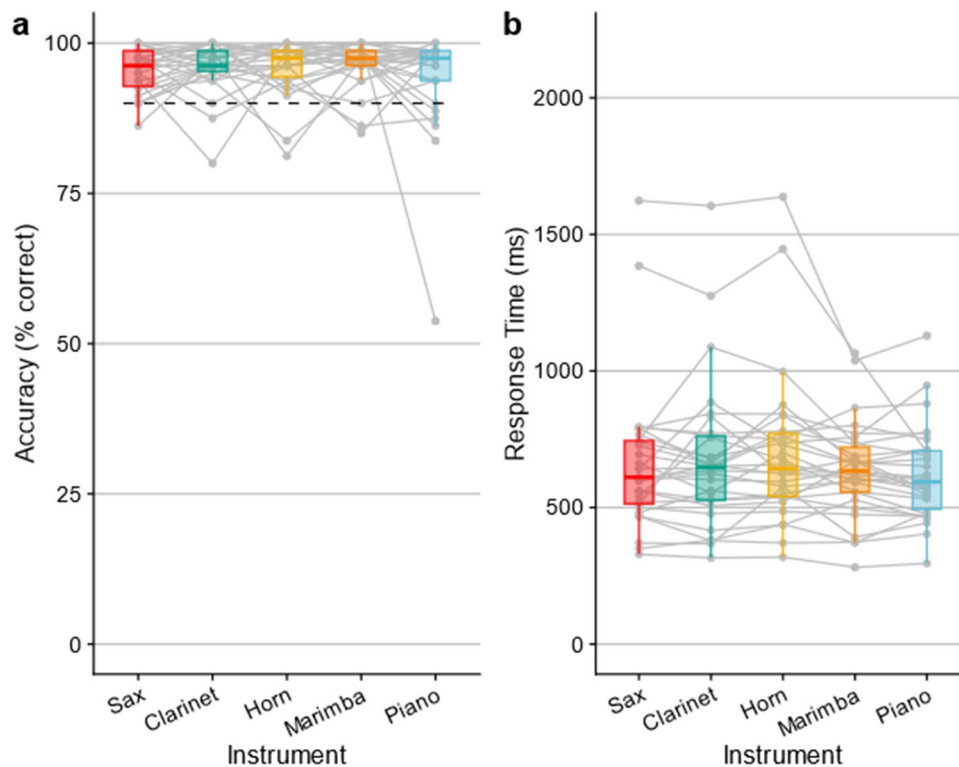 a
Accuracy (% correct)
100
75
50
25
0
Sax
Clarinet
Horn
Marimba
Piano
Instrument
b
Response Time (ms)
2000
1500
1000
500
0
Sax
Clarinet
Horn
Marimba
Piano
Instrument